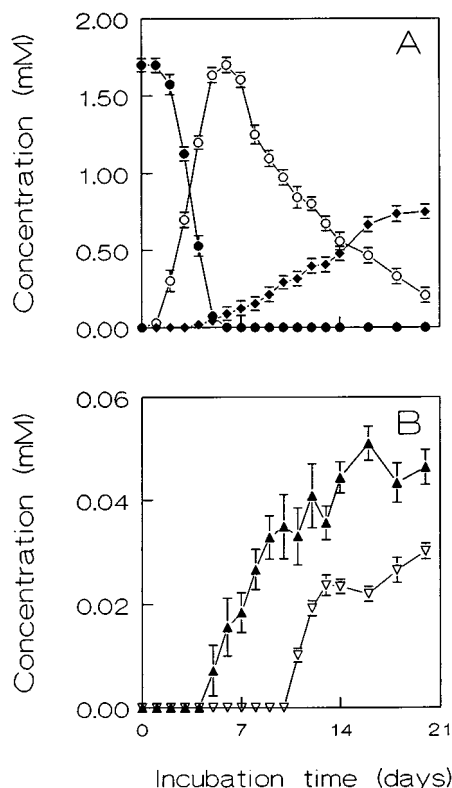 A
Concentration (mM)
2.00
1.50
1.00
0.50
0.00
B
Concentration (mM)
0.06
0.04
0.02
0.00
0 7 14 21
Incubation time (days)